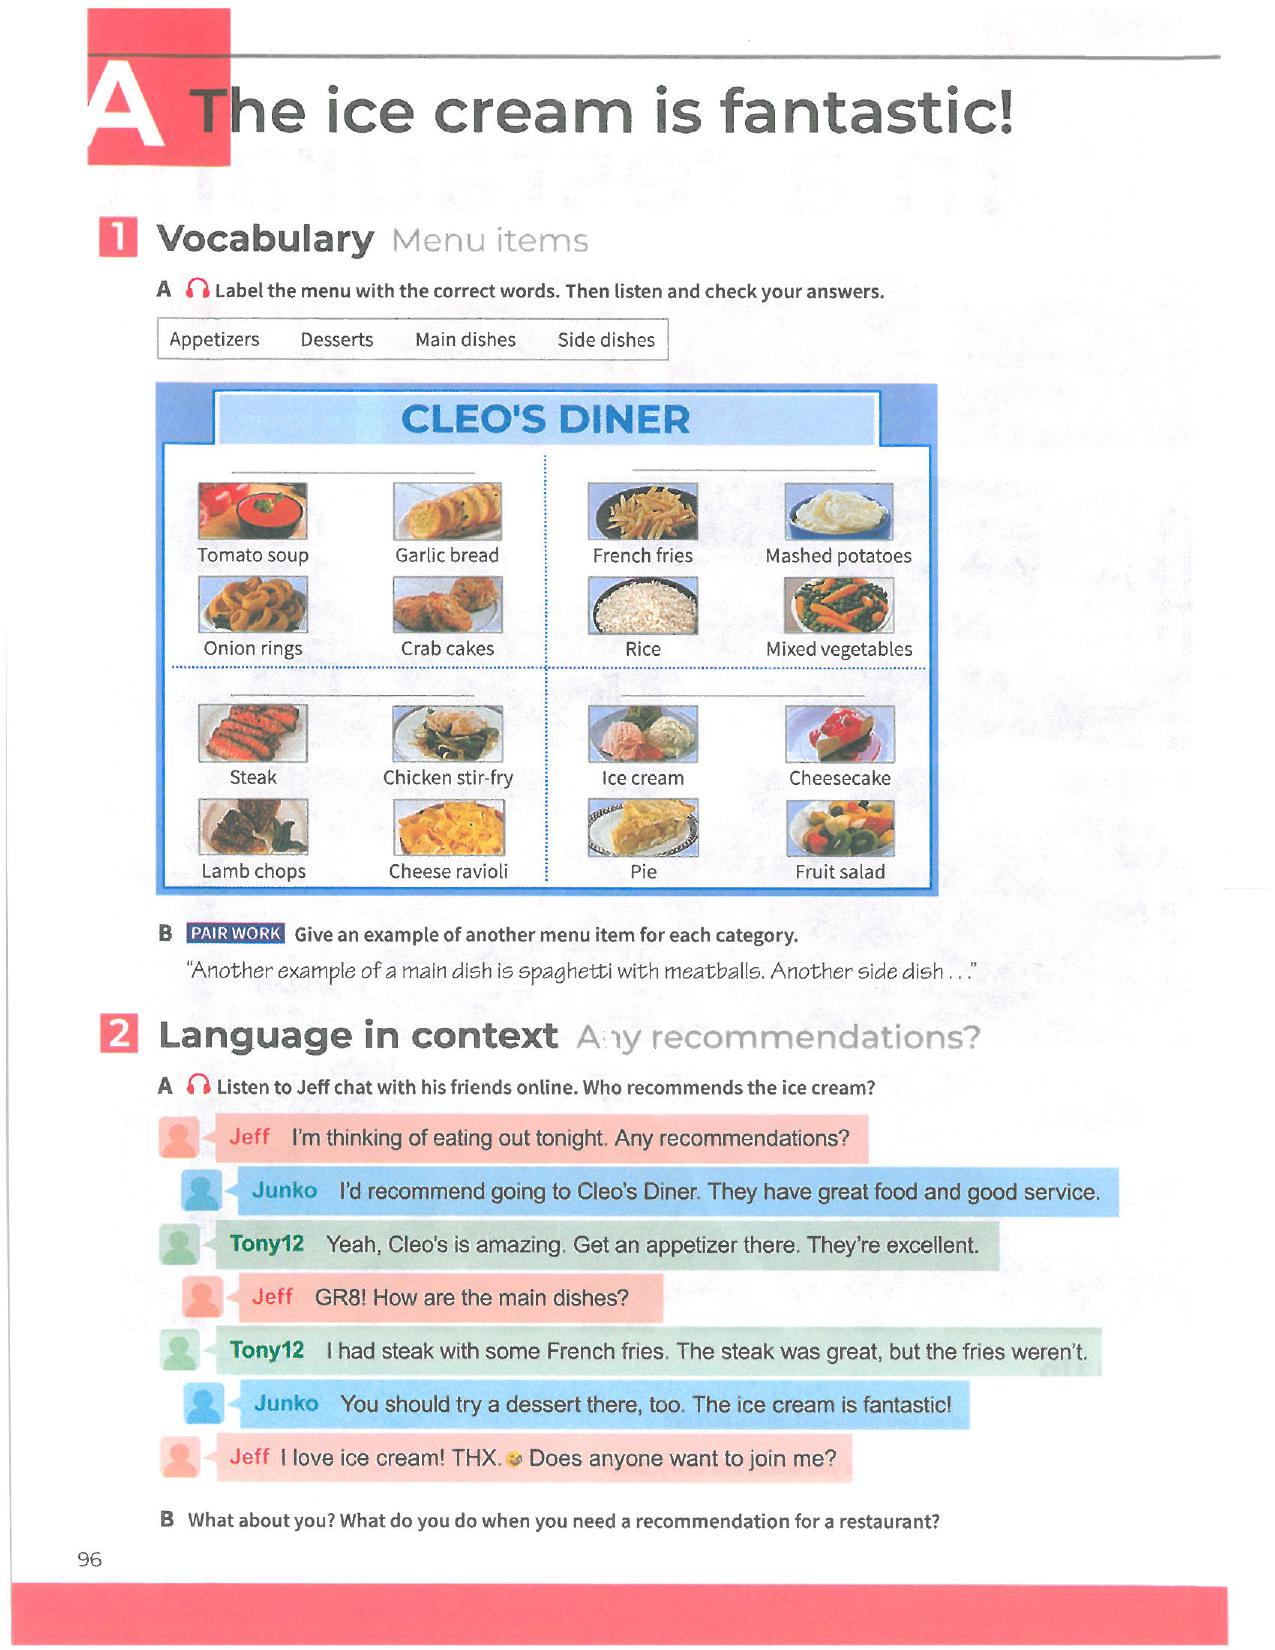 A The ice cream is fantastic!
1 Vocabulary Menu items
A Label the menu with the correct words. Then listen and check your answers.
Appetizers Desserts Main dishes Side dishes
CLEO'S DINER
Tomato soup Garlic bread French fries Mashed potatoes
Onion rings Crab cakes Rice Mixed vegetables
Steak Chicken stir-fry Ice cream Cheesecake
Lamb chops Cheese ravioli Pie Fruit salad
B PAIR WORK Give an example of another menu item for each category.
"Another example of a main dish is spaghetti with meatballs. Another side dish . . ."
2 Language in context Any recommendations?
A Listen to Jeff chat with his friends online. Who recommends the ice cream?
Jeff I'm thinking of eating out tonight. Any recommendations?
Junko I'd recommend going to Cleo's Diner. They have great food and good service.
Tony12 Yeah, Cleo's is amazing. Get an appetizer there. They're excellent.
Jeff GR8! How are the main dishes?
Tony12 I had steak with some French fries. The steak was great, but the fries weren't.
Junko You should try a dessert there, too. The ice cream is fantastic!
Jeff I love ice cream! THX. Does anyone want to join me?
B What about you? What do you do when you need a recommendation for a restaurant?
96